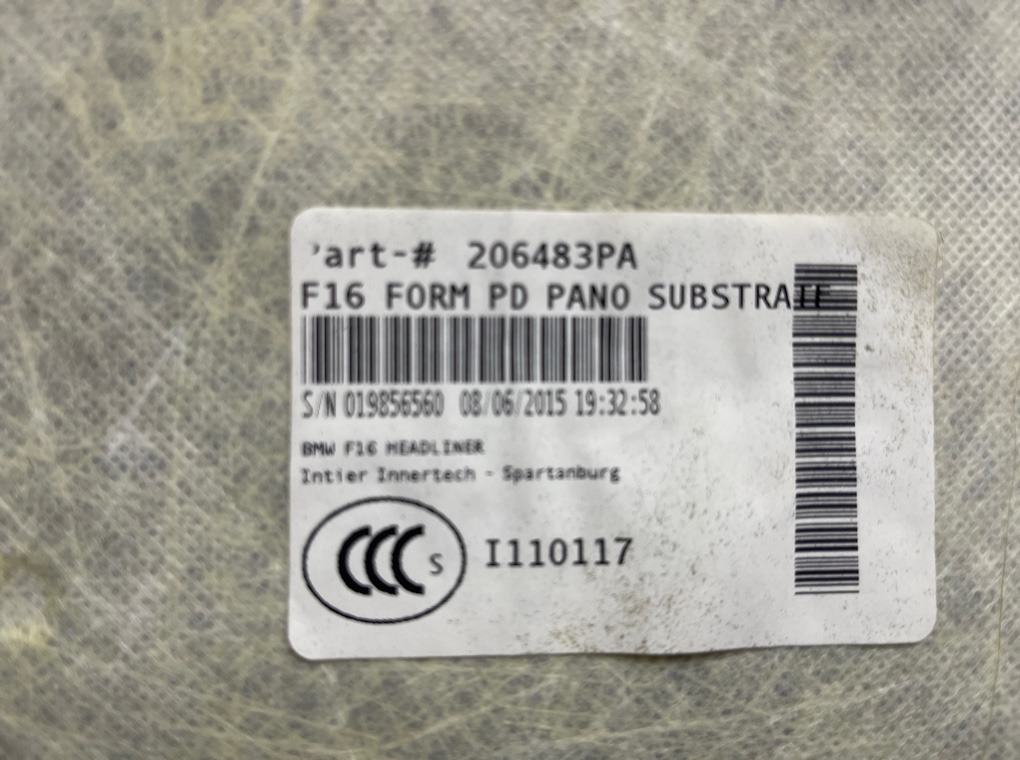 'art-# 206483PA
F16 FORM PD PANO SUBSTRATE
S/N 019856560 08/06/2015 19:32:58
BMW F16 HEADLINER
Intier Innertech - Spartanburg
CCC S I110117